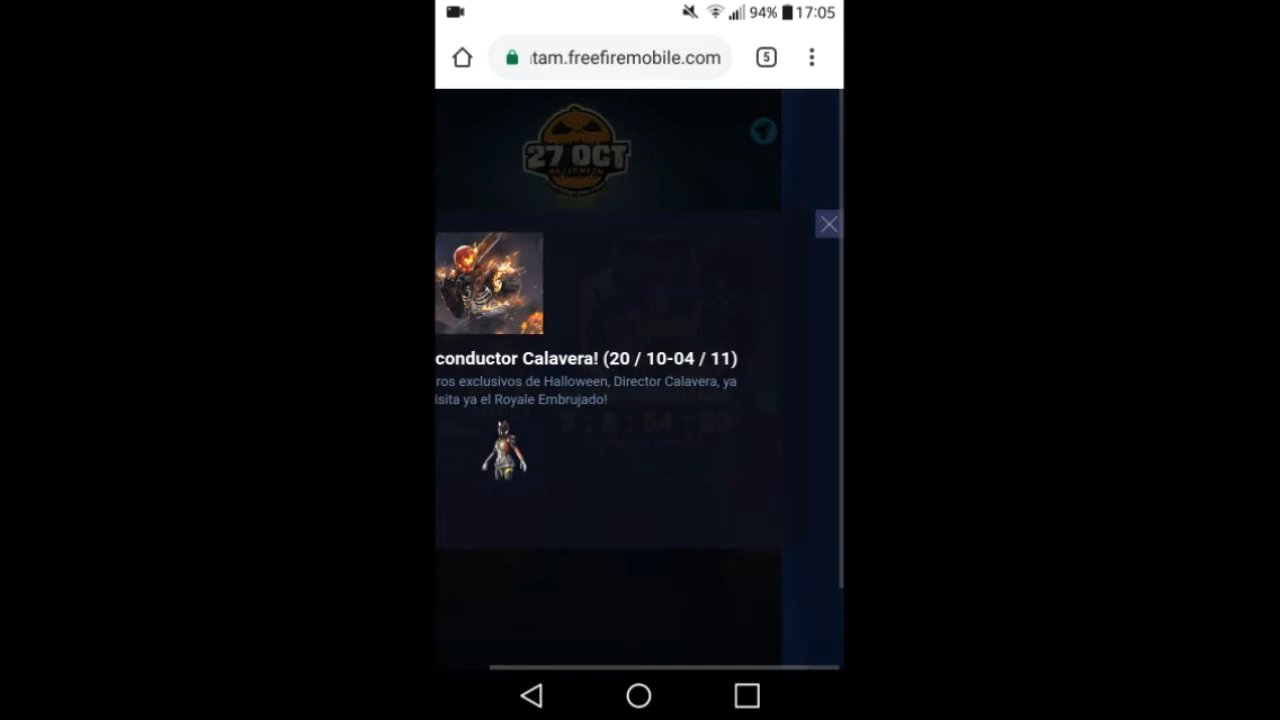 94% 17:05
tam.freefiremobile.com 5
27 OCT
HALLOWEEN
conductor Calavera! (20 / 10-04 / 11)
ros exclusivos de Halloween, Director Calavera, ya
isita ya el Royale Embrujado!